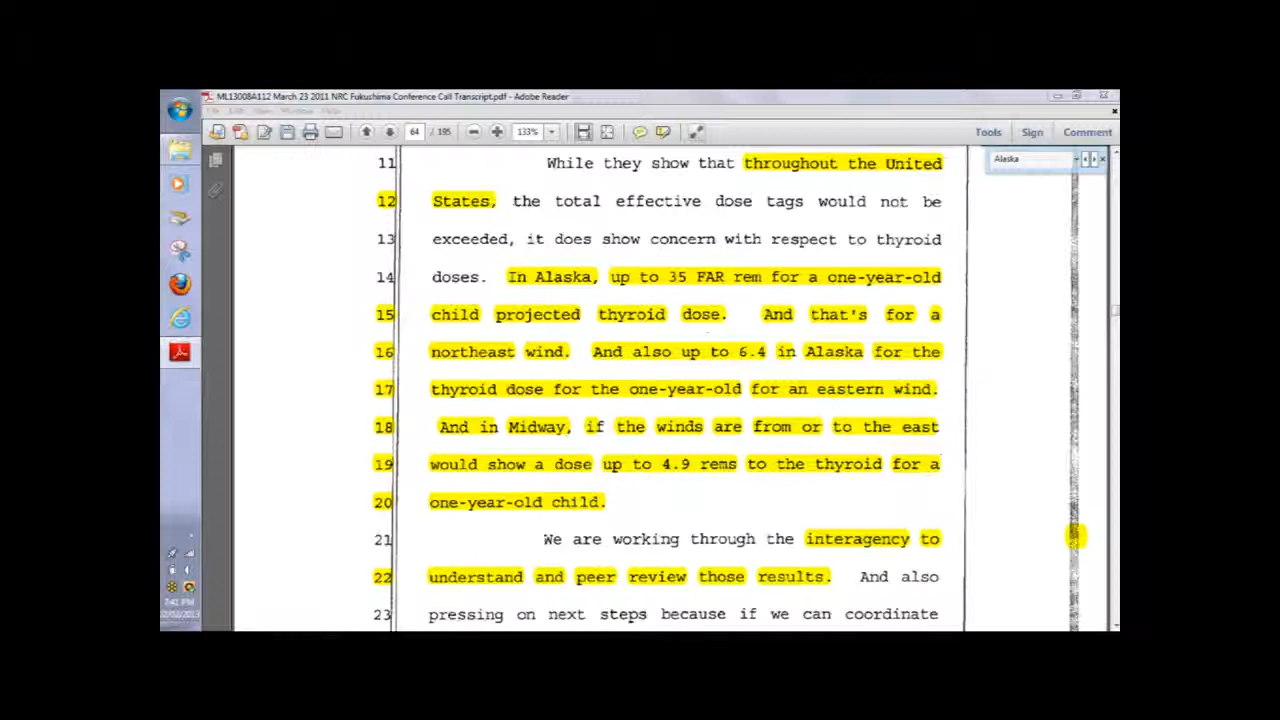 ML13008A112 March 23 2011 NRC Fukushima Conference Call Transcript.pdf - Adobe Reader
64 / 195
133%
Tools Sign Comment
Alaska
11 While they show that throughout the United
12 States, the total effective dose tags would not be
13 exceeded, it does show concern with respect to thyroid
14 doses. In Alaska, up to 35 FAR rem for a one-year-old
15 child projected thyroid dose. And that's for a
16 northeast wind. And also up to 6.4 in Alaska for the
17 thyroid dose for the one-year-old for an eastern wind.
18 And in Midway, if the winds are from or to the east
19 would show a dose up to 4.9 rems to the thyroid for a
20 one-year-old child.
21 We are working through the interagency to
22 understand and peer review those results. And also
23 pressing on next steps because if we can coordinate
7:41 PM